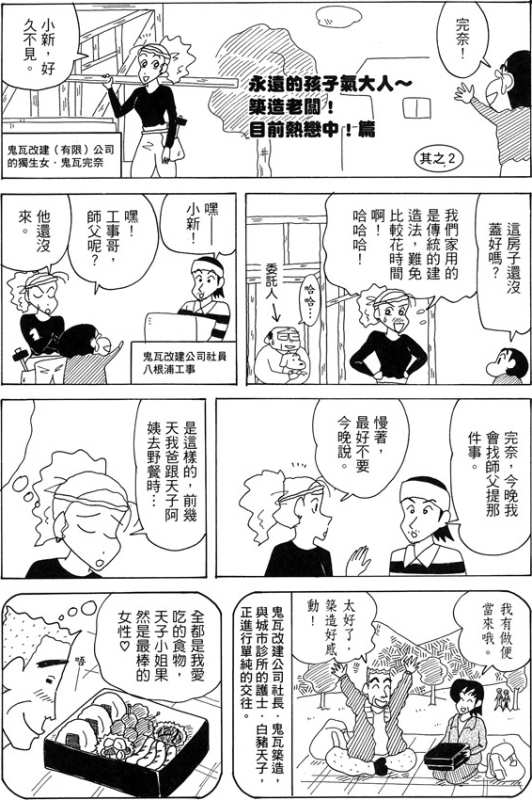 完奈！
小新，好
久不見。
永遠的孩子氣大人～
築造老闆！
目前熱戀中！篇
其之2
鬼瓦改建（有限）公司
的獨生女．鬼瓦完奈
這房子還沒
蓋好嗎？
我們家用的
是傳統的建
造法，難免
比較花時間
啊！
哈哈哈！
哈哈…
委託人
嘿——
小新！
嘿！
工事哥，
師父呢？
他還沒
來。
鬼瓦改建公司社員
八根浦工事
完奈，今晚我
會找師父提那
件事。
慢著，
最好不要
今晚說。
是這樣的，前幾
天我爸跟天子阿
姨去野餐時…
我有做便
當來哦。
太好了，
築造好感
動！
鬼瓦改建公司社長．鬼瓦築造，
與城市診所的護士．白豬天子，
正進行單純的交往。
全都是我愛
吃的食物，
天子小姐果
然是最棒的
女性♡